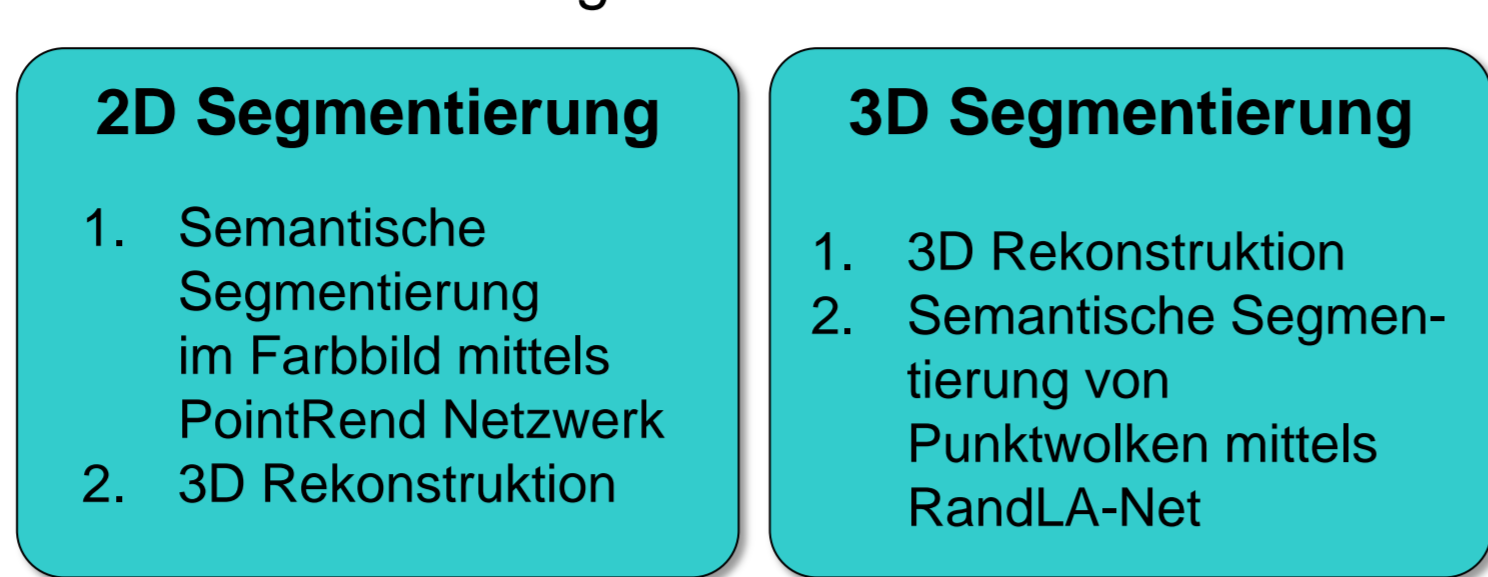 2D Segmentierung
1. Semantische
Segmentierung
im Farbbild mittels
PointRend Netzwerk
2. 3D Rekonstruktion
3D Segmentierung
1. 3D Rekonstruktion
2. Semantische Segmen-
tierung von
Punktwolken mittels
RandLA-Net